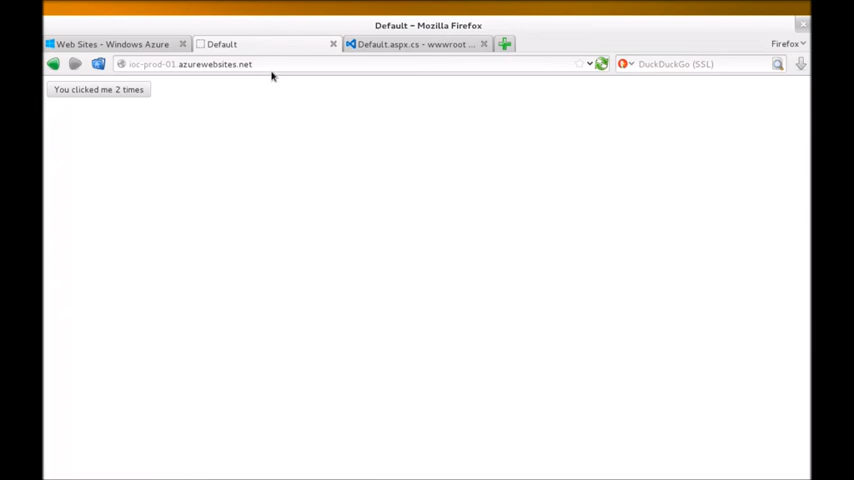 Default - Mozilla Firefox
Web Sites - Windows Azure
Default
Default.aspx.cs - wwwroot ...
Firefox
ioc-prod-01.azurewebsites.net
DuckDuckGo (SSL)
You clicked me 2 times